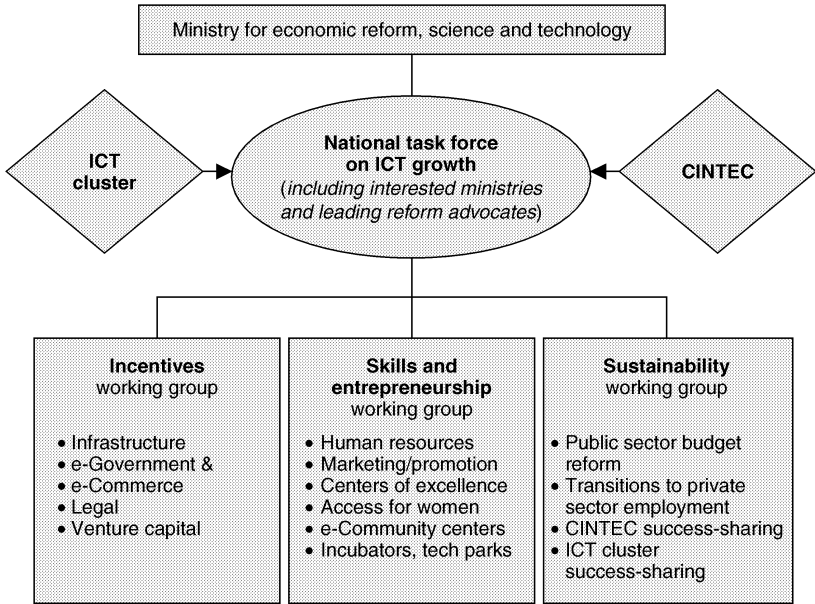 Ministry for economic reform, science and technology
ICT
cluster
National task force
on ICT growth
(including interested ministries
and leading reform advocates)
CINTEC
Incentives
working group
• Infrastructure
• e-Government &
• e-Commerce
• Legal
• Venture capital
Skills and
entrepreneurship
working group
• Human resources
• Marketing/promotion
• Centers of excellence
• Access for women
• e-Community centers
• Incubators, tech parks
Sustainability
working group
• Public sector budget
reform
• Transitions to private
sector employment
• CINTEC success-sharing
• ICT cluster
success-sharing